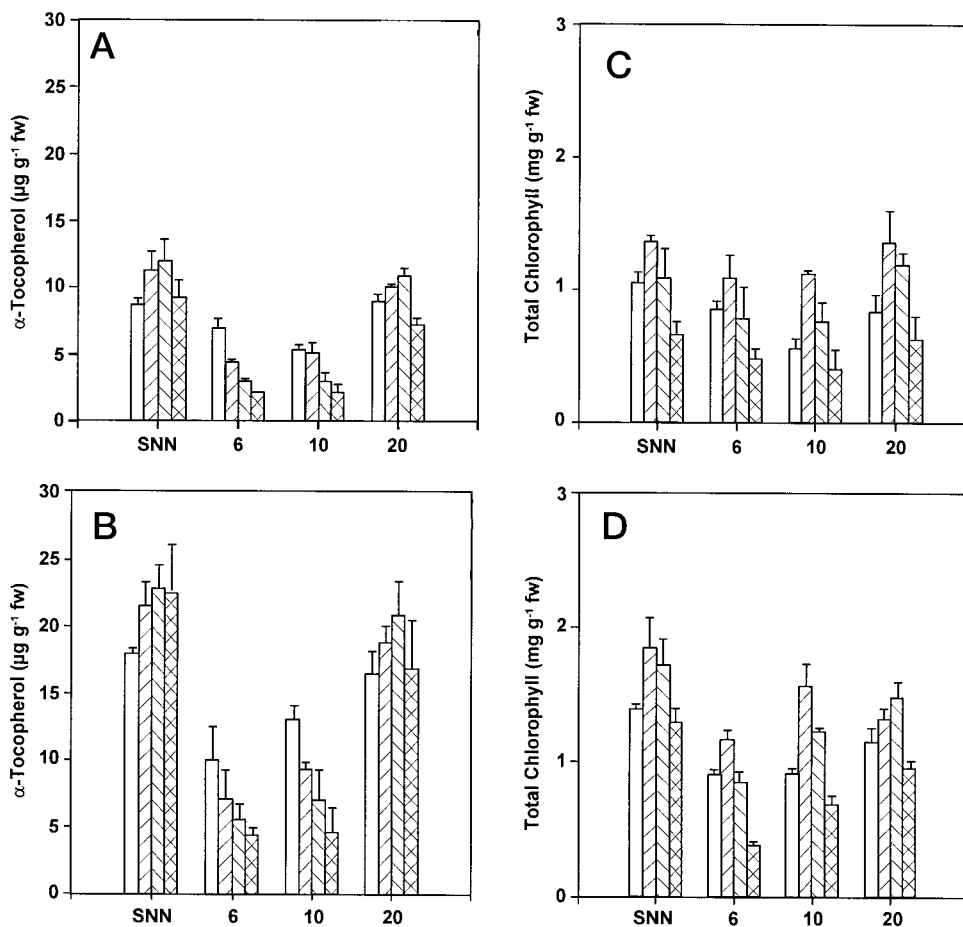 A
α-Tocopherol (µg g⁻¹ fw)
30
25
20
15
10
5
0
SNN 6 10 20
C
Total Chlorophyll (mg g⁻¹ fw)
3
2
1
0
SNN 6 10 20
B
α-Tocopherol (µg g⁻¹ fw)
30
25
20
15
10
5
0
SNN 6 10 20
D
Total Chlorophyll (mg g⁻¹ fw)
3
2
1
0
SNN 6 10 20